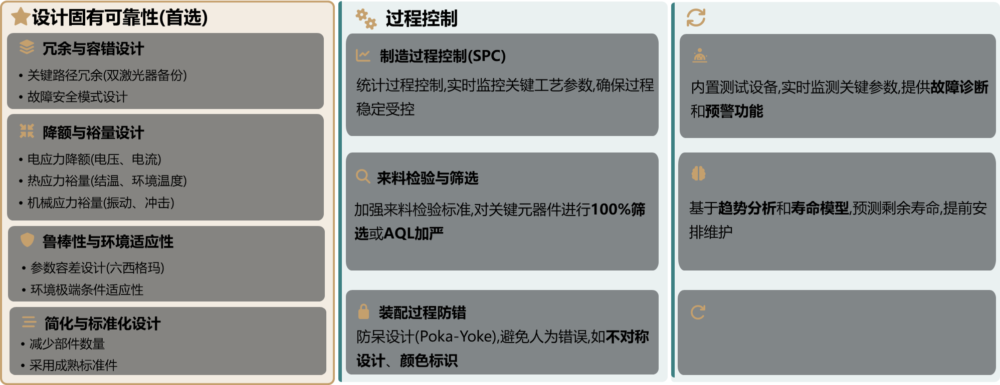 设计固有可靠性(首选)
冗余与容错设计
• 关键路径冗余(双激光器备份)
• 故障安全模式设计
降额与裕量设计
• 电应力降额(电压、电流)
• 热应力裕量(结温、环境温度)
• 机械应力裕量(振动、冲击)
鲁棒性与环境适应性
• 参数容差设计(六西格玛)
• 环境极端条件适应性
简化与标准化设计
• 减少部件数量
• 采用成熟标准件
过程控制
制造过程控制(SPC)
统计过程控制,实时监控关键工艺参数,确保过程
稳定受控
来料检验与筛选
加强来料检验标准,对关键元器件进行100%筛
选或AQL加严
装配过程防错
防呆设计(Poka-Yoke),避免人为错误,如不对称
设计、颜色标识
内置测试设备,实时监测关键参数,提供故障诊断
和预警功能
基于趋势分析和寿命模型,预测剩余寿命,提前安
排维护